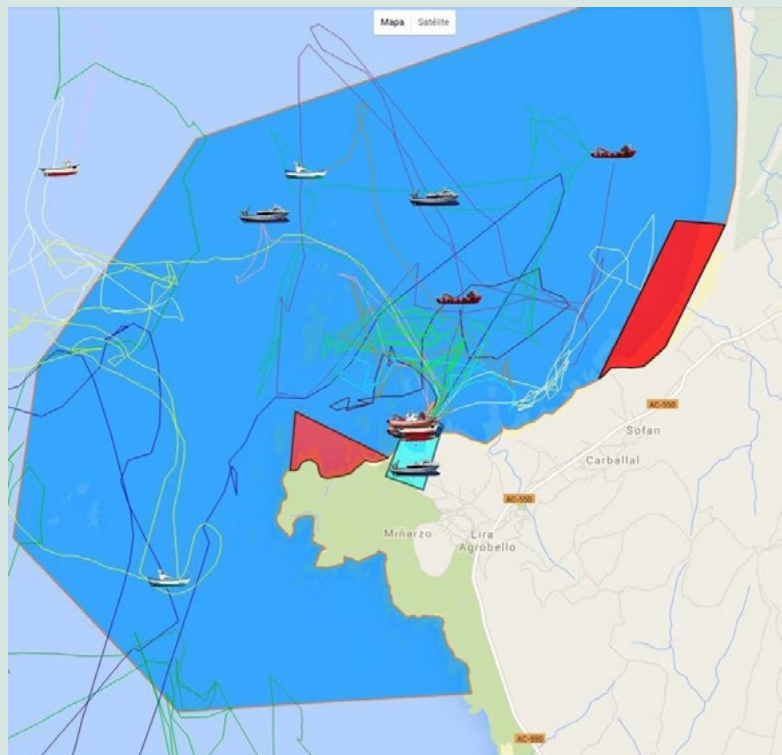 Mapa Satélite
AC-550
Sofan
Carballal
AC-550
Miñarzo
Lira
Agrobello
AC-550